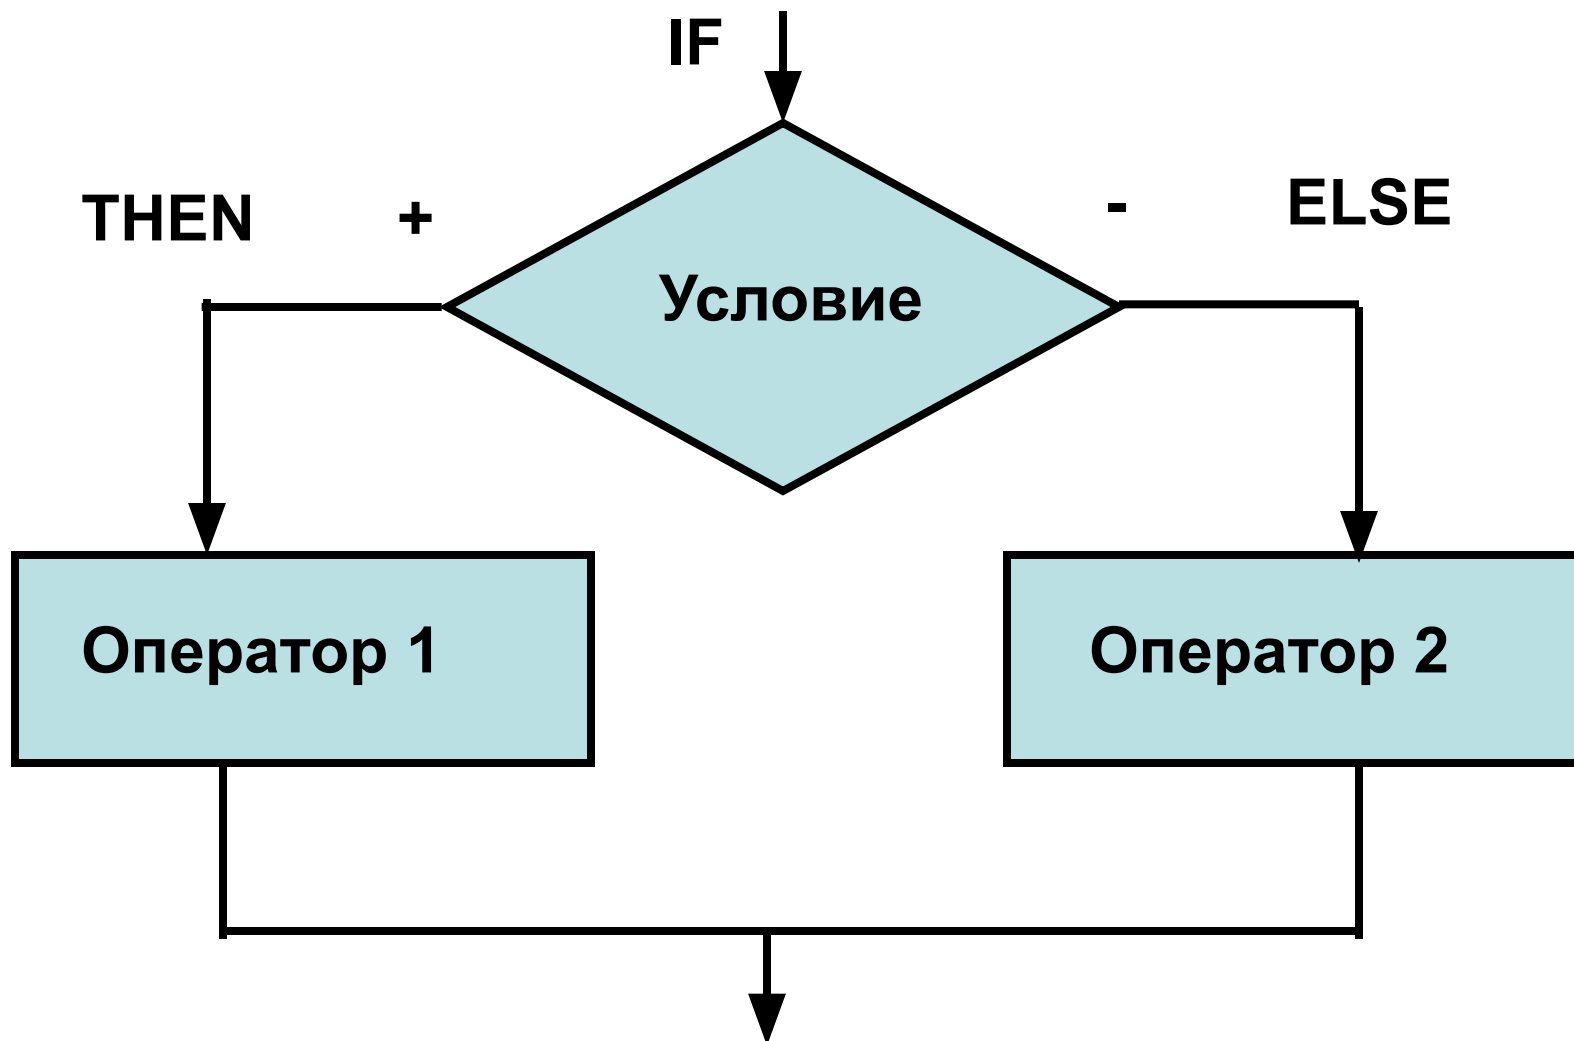 IF
THEN + - ELSE
Условие
Оператор 1
Оператор 2